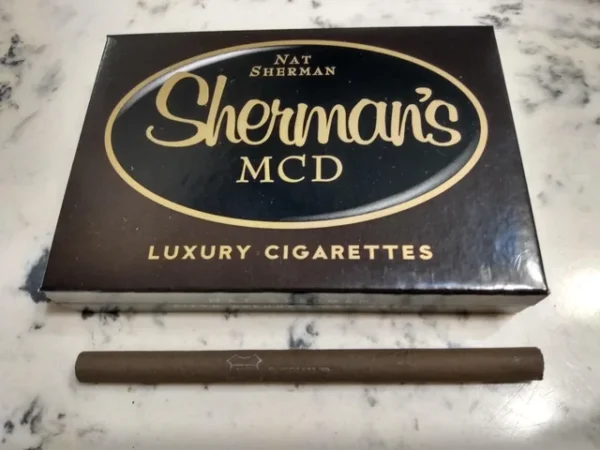 NAT
SHERMAN
Sherman's
MCD
LUXURY CIGARETTES